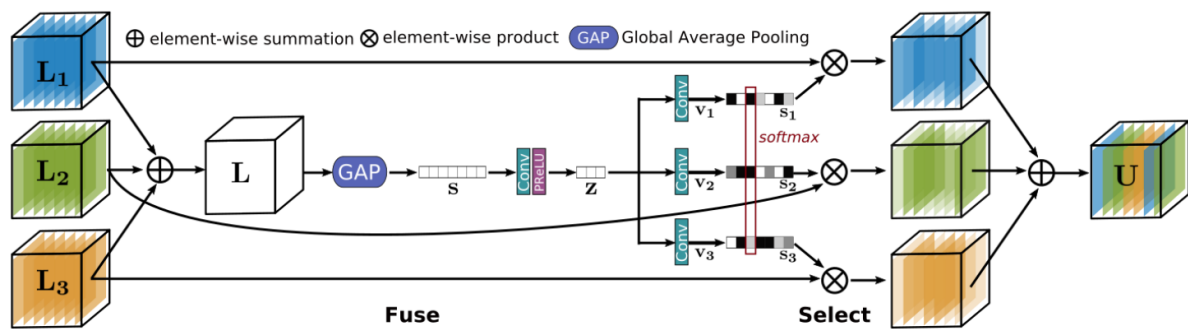 ⊕ element-wise summation ⊗ element-wise product GAP Global Average Pooling
L₁
Conv
v₁
s₁
softmax
L₂
L
GAP
s
Conv
PReLU
z
Conv
v₂
s₂
U
L₃
Conv
v₃
s₃
Fuse
Select